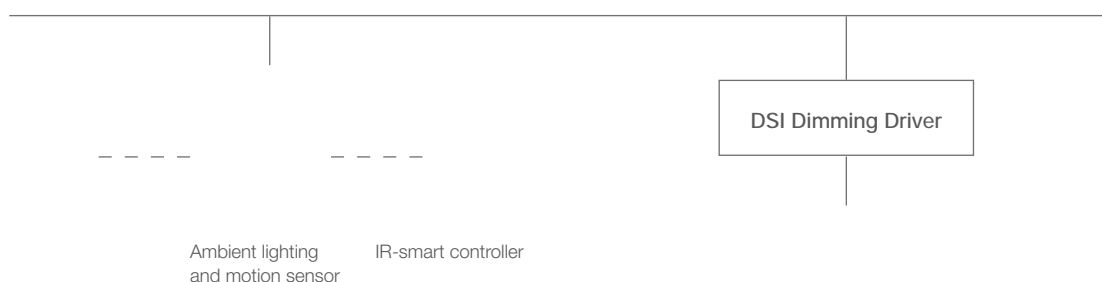 DSI Dimming Driver
Ambient lighting
and motion sensor
IR-smart controller